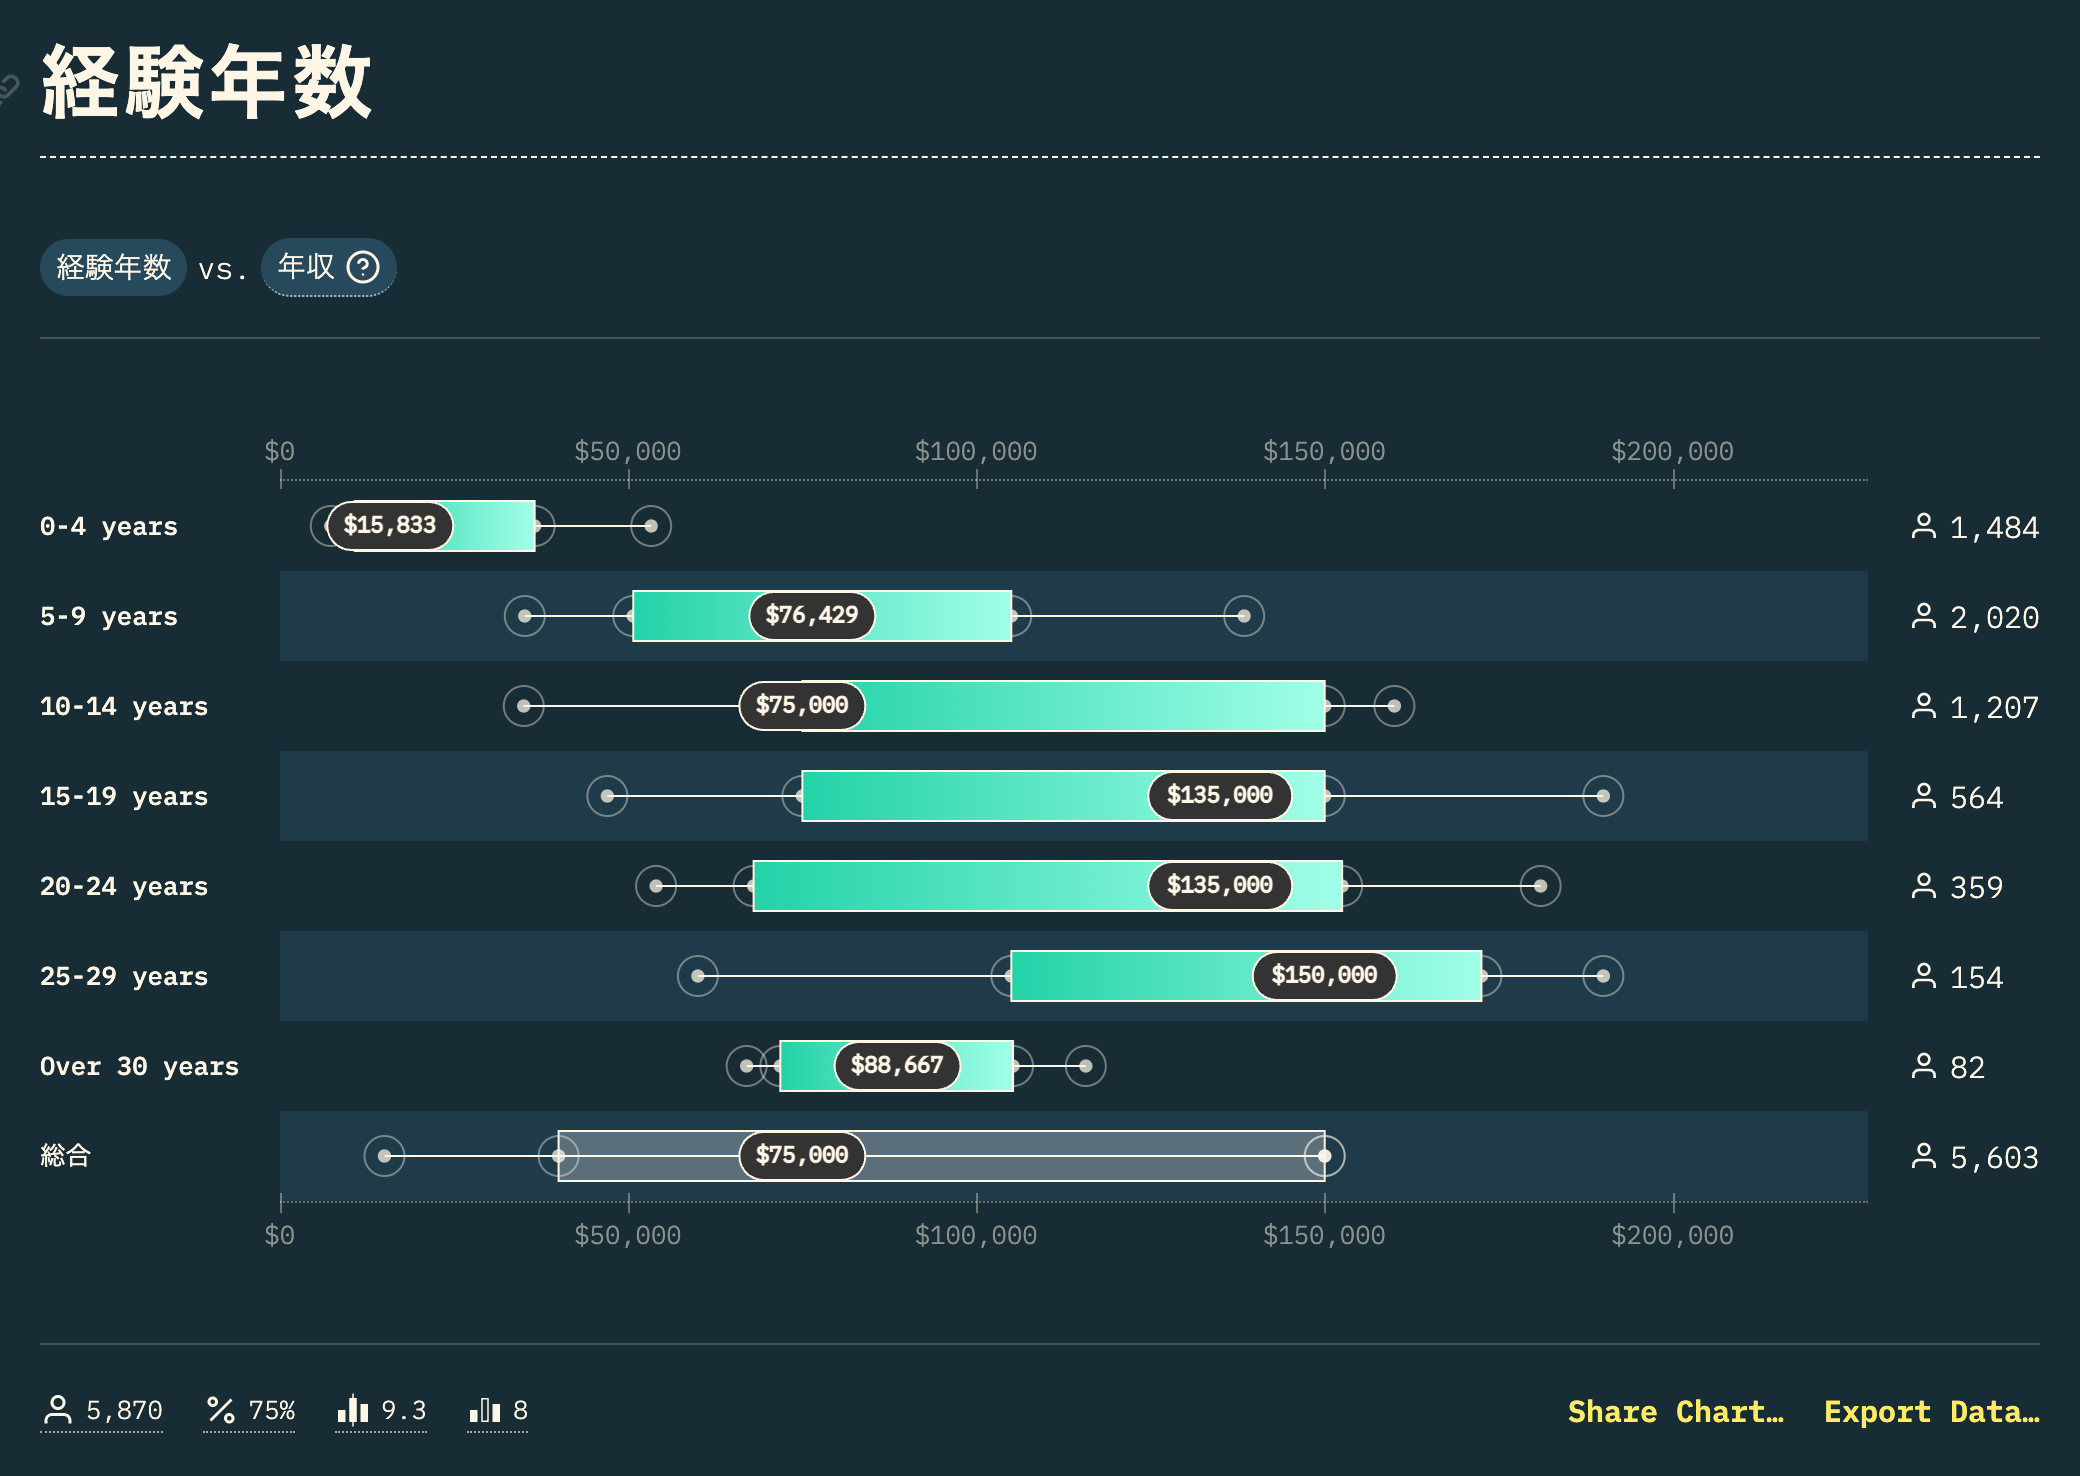 経験年数
経験年数 vs. 年収
$0 $50,000 $100,000 $150,000 $200,000
0-4 years $15,833 1,484
5-9 years $76,429 2,020
10-14 years $75,000 1,207
15-19 years $135,000 564
20-24 years $135,000 359
25-29 years $150,000 154
Over 30 years $88,667 82
総合 $75,000 5,603
$0 $50,000 $100,000 $150,000 $200,000
5,870 75% 9.3 8 Share Chart… Export Data…